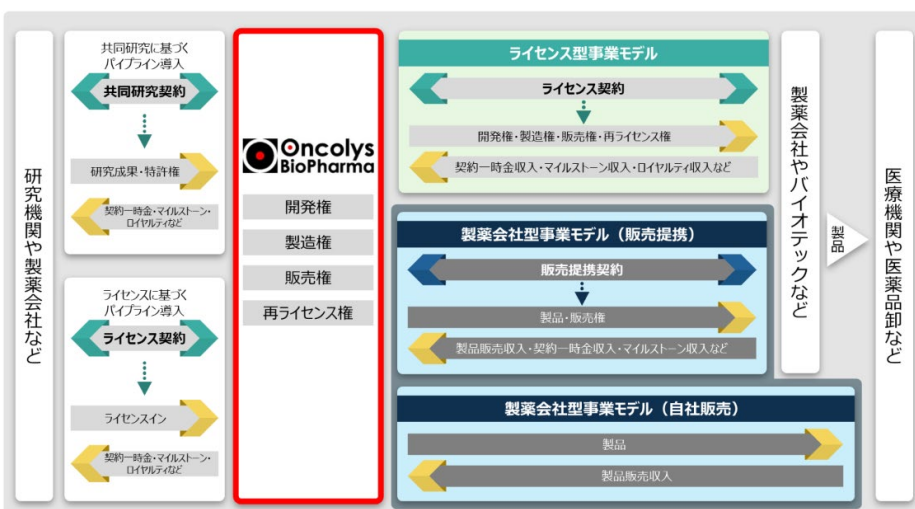 研究機関や製薬会社など
共同研究に基づく
パイプライン導入
共同研究契約
研究成果・特許権
契約一時金・マイルストーン・
ロイヤルティなど
ライセンスに基づく
パイプライン導入
ライセンス契約
ライセンスイン
契約一時金・マイルストーン・
ロイヤルティなど
Oncolys
BioPharma
開発権
製造権
販売権
再ライセンス権
ライセンス型事業モデル
ライセンス契約
開発権・製造権・販売権・再ライセンス権
契約一時金収入・マイルストーン収入・ロイヤルティ収入など
製薬会社型事業モデル（販売提携）
販売提携契約
製品・販売権
製品販売収入・契約一時金収入・マイルストーン収入など
製薬会社型事業モデル（自社販売）
製品
製品販売収入
製薬会社やバイオテックなど
製品
医療機関や医薬品卸など